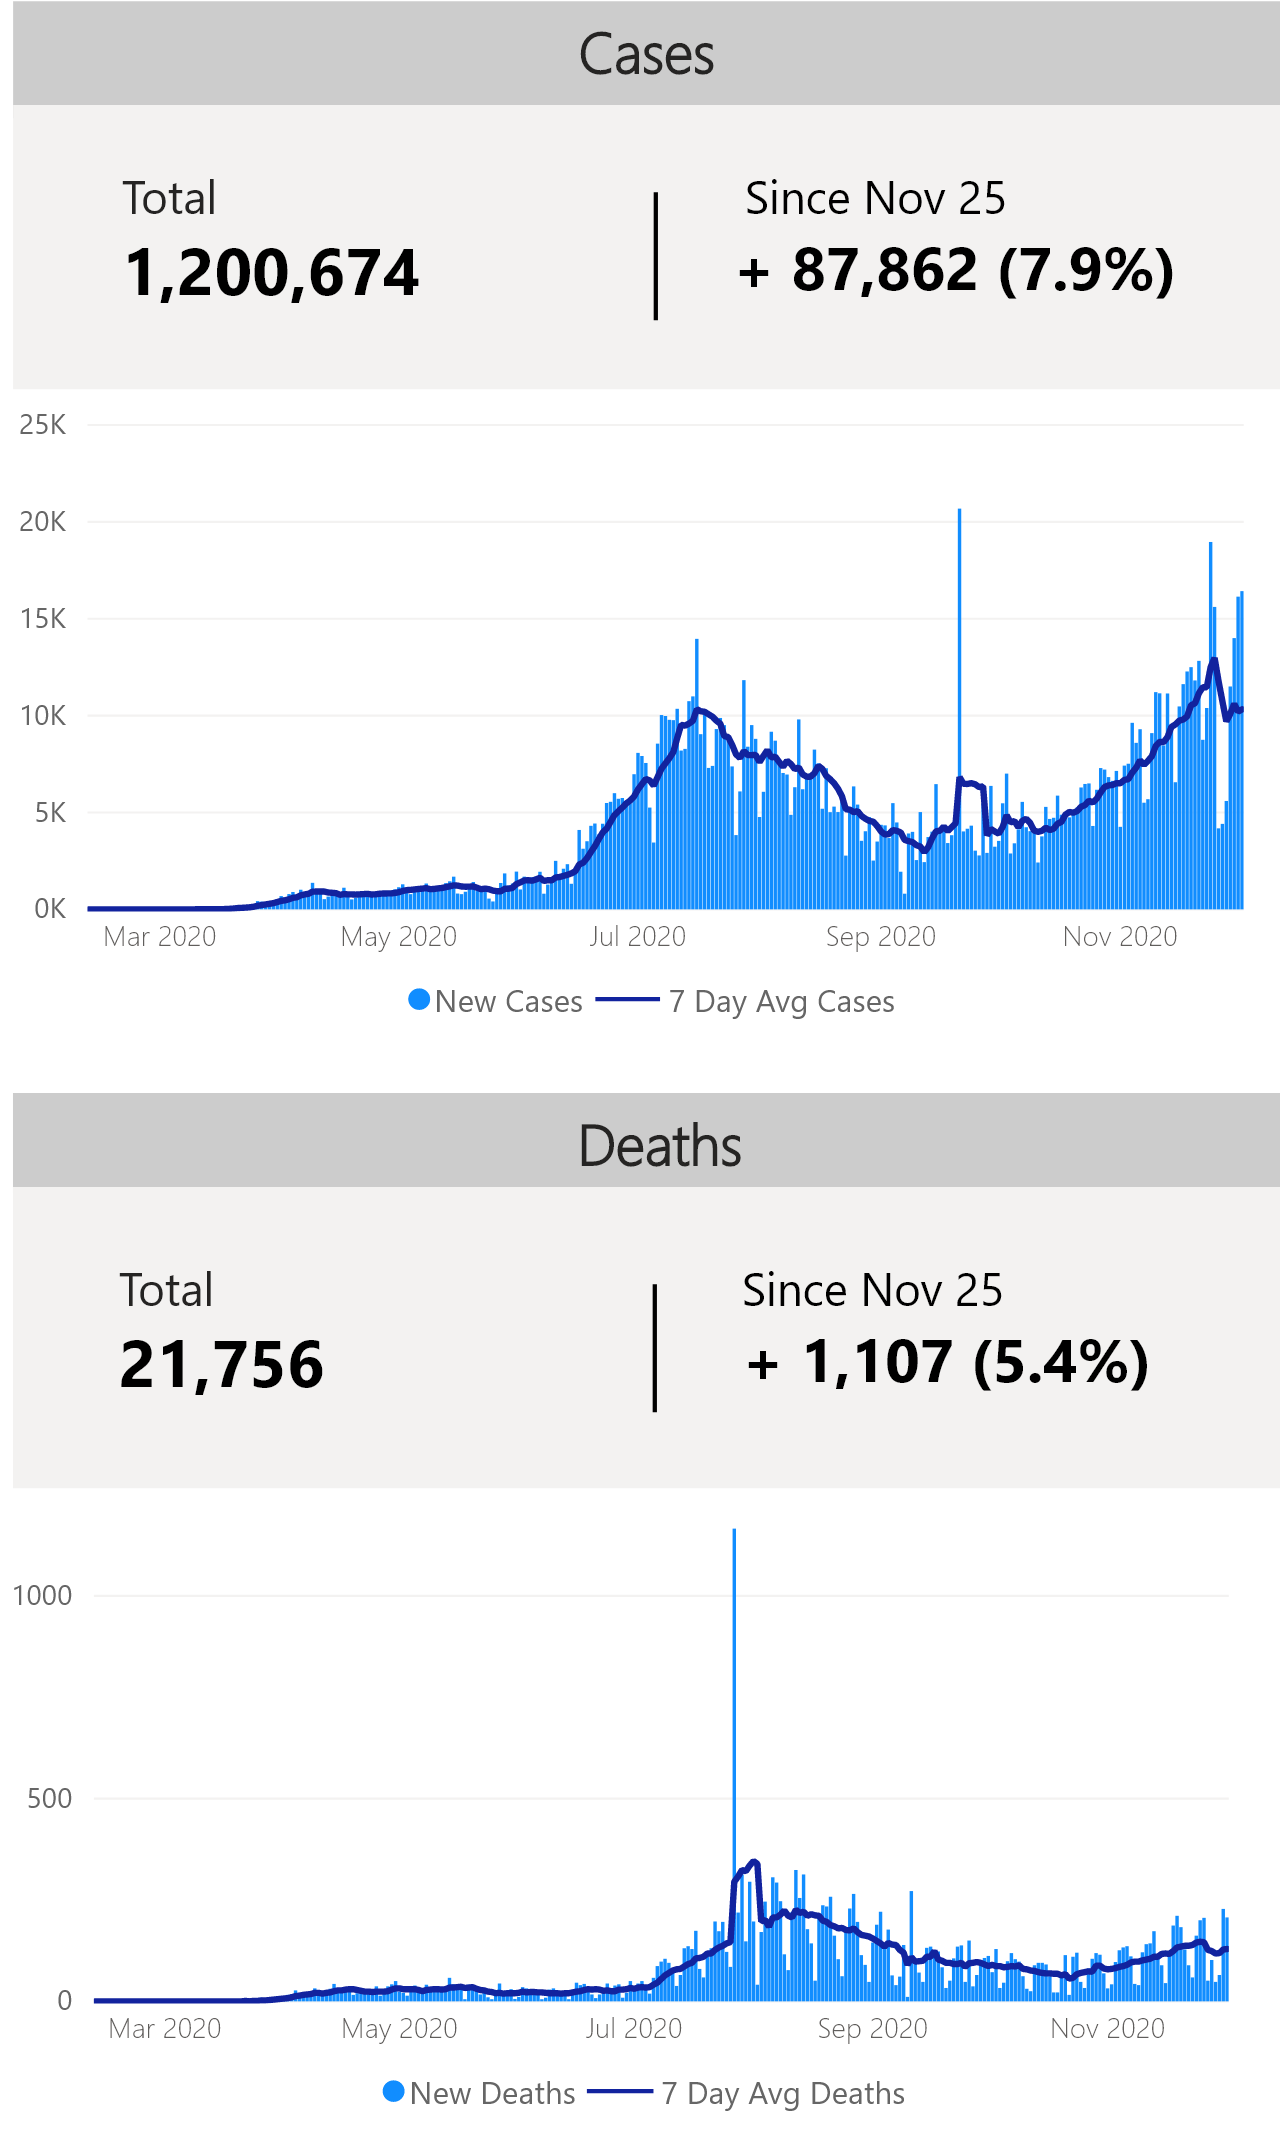 Cases
Total
Since Nov 25
1,200,674
+ 87,862 (7.9%)
25K
20K
15K
10K
5K
0K
Mar 2020
May 2020
Jul 2020
Sep 2020
Nov 2020
New Cases
7 Day Avg Cases
Deaths
Total
Since Nov 25
21,756
+ 1,107 (5.4%)
1000
500
0
Mar 2020
May 2020
Jul 2020
Sep 2020
Nov 2020
New Deaths
7 Day Avg Deaths